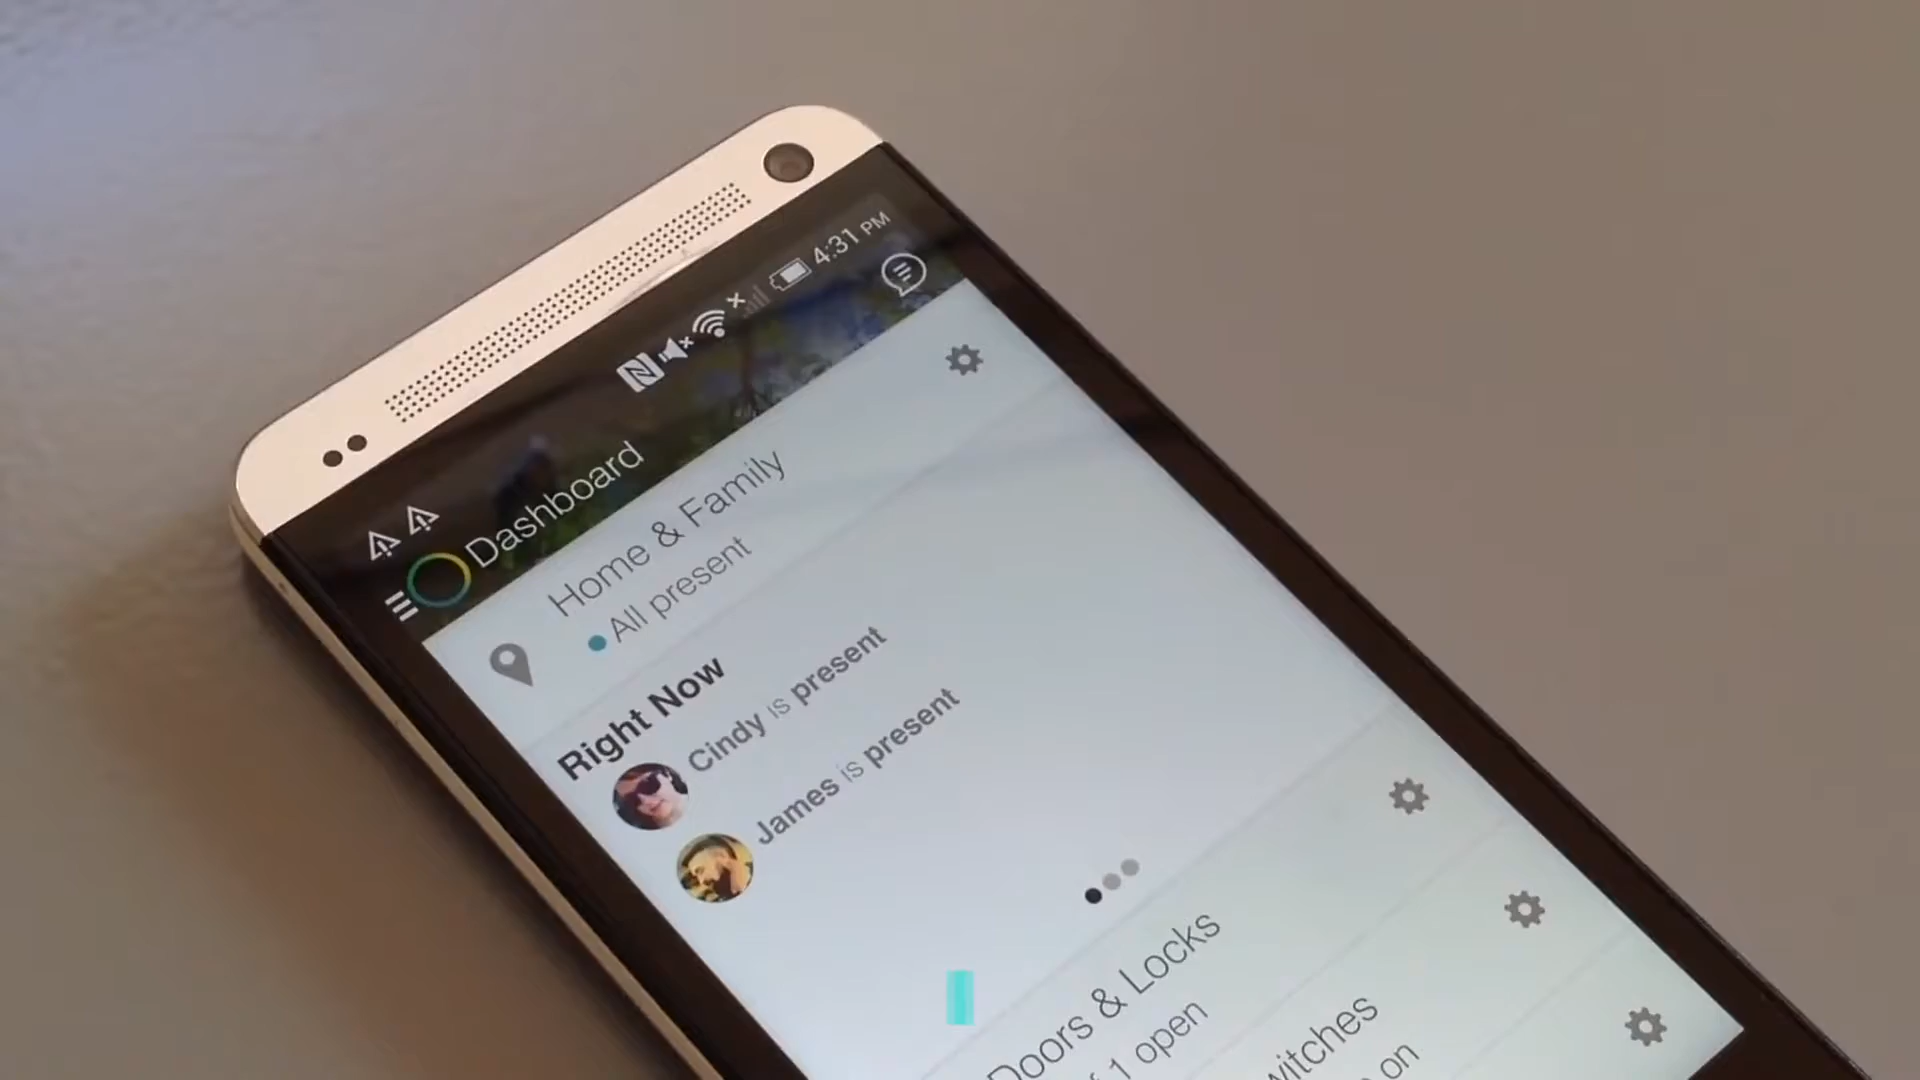 4:31 PM
Dashboard
Home & Family
All present
Right Now
Cindy is present
James is present
Doors & Locks
1 open
witches
on